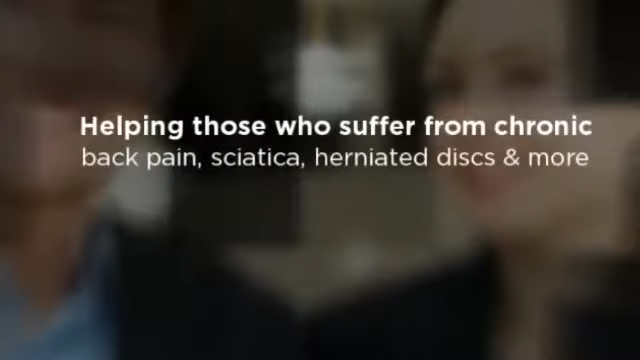 Helping those who suffer from chronic
back pain, sciatica, herniated discs & more